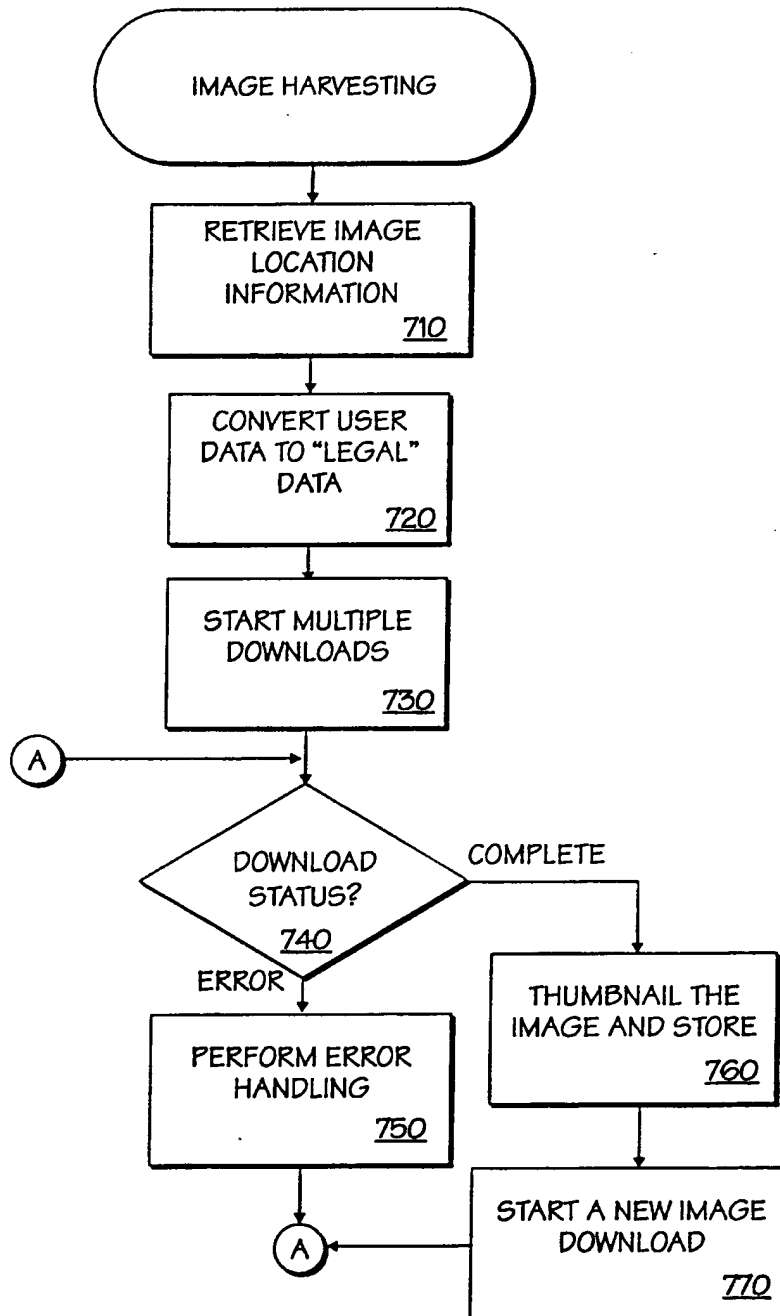 IMAGE HARVESTING
RETRIEVE IMAGE
LOCATION
INFORMATION
710
CONVERT USER
DATA TO “LEGAL”
DATA
720
START MULTIPLE
DOWNLOADS
730
A
DOWNLOAD
STATUS?
740
COMPLETE
ERROR
THUMBNAIL THE
IMAGE AND STORE
760
PERFORM ERROR
HANDLING
750
START A NEW IMAGE
DOWNLOAD
770
A